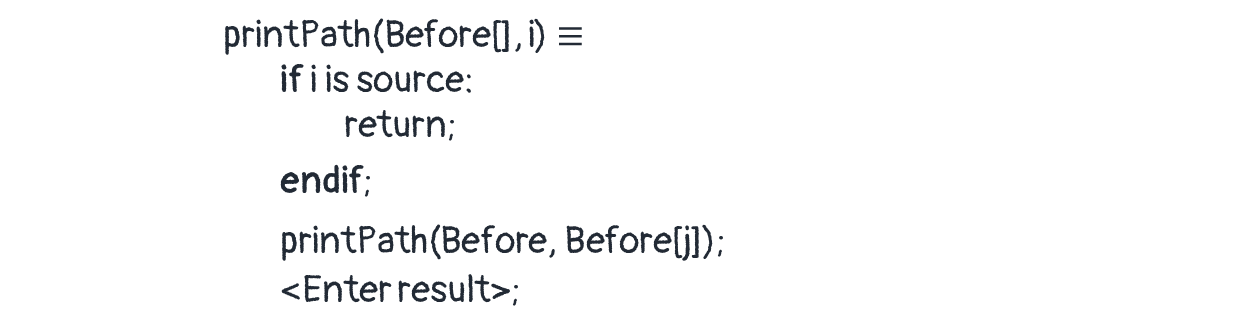 printPath(Before[], i) ≡
if i is source:
return;
endif;
printPath(Before, Before[j]);
<Enter result>;